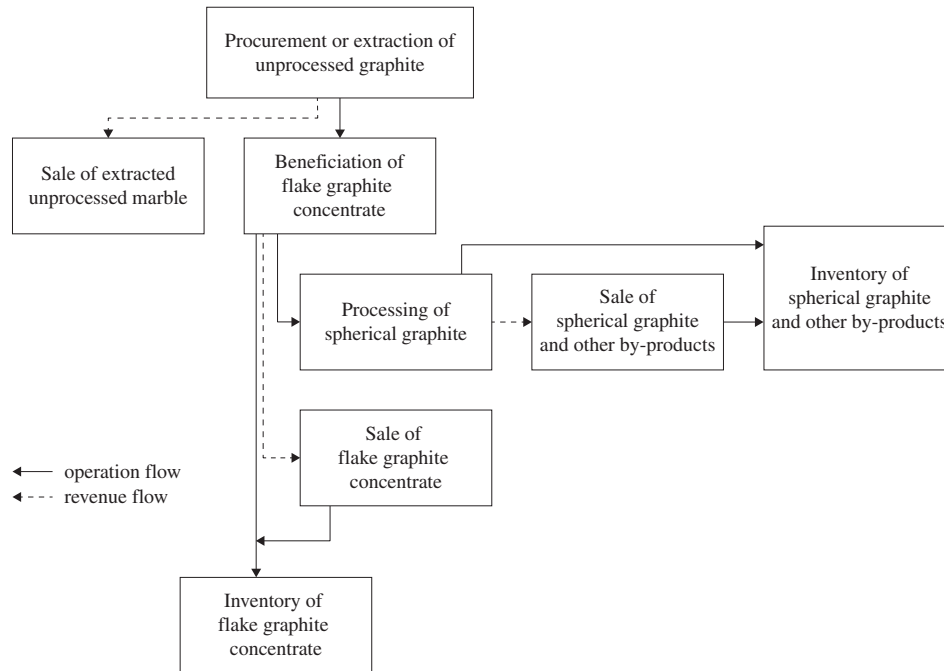 Procurement or extraction of
unprocessed graphite
Sale of extracted
unprocessed marble
Beneficiation of
flake graphite
concentrate
Processing of
spherical graphite
Sale of
spherical graphite
and other by-products
Inventory of
spherical graphite
and other by-products
Sale of
flake graphite
concentrate
operation flow
revenue flow
Inventory of
flake graphite
concentrate